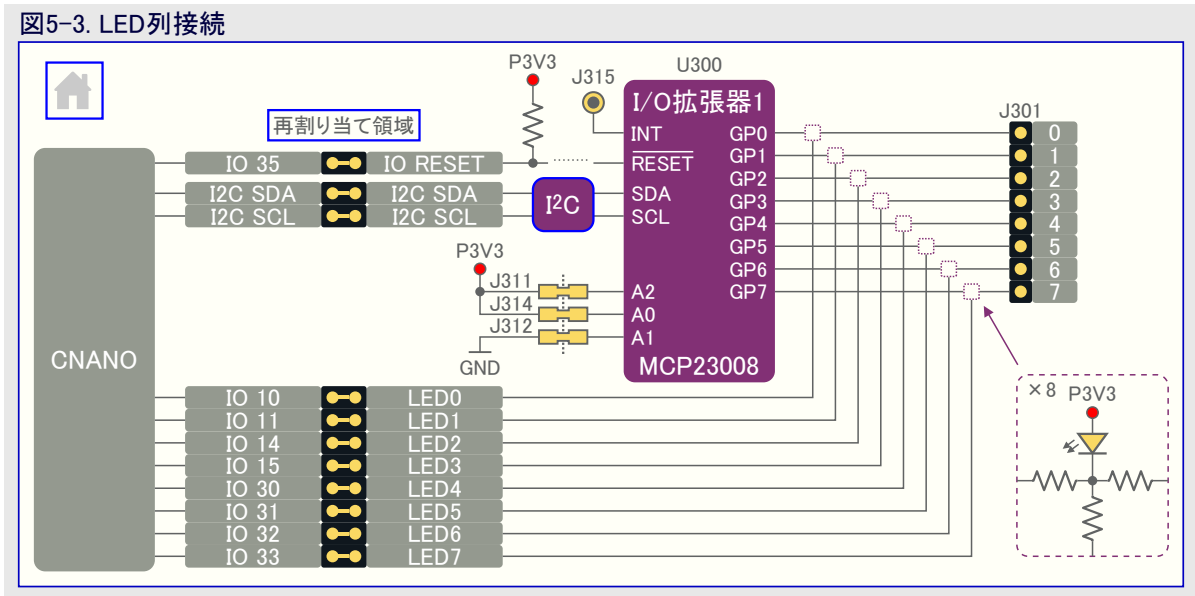 図5-3. LED列接続
P3V3
J315
U300
I/O拡張器1
J301
再割り当て領域
INT
GP0
0
IO 35
IO RESET
RESET
GP1
1
I2C SDA
I2C SDA
I²C
SDA
GP2
2
I2C SCL
I2C SCL
SCL
GP3
3
GP4
4
P3V3
GP5
5
GP6
6
J311
A2
GP7
7
J314
A0
J312
A1
GND
MCP23008
CNANO
×8
P3V3
IO 10
LED0
IO 11
LED1
IO 14
LED2
IO 15
LED3
IO 30
LED4
IO 31
LED5
IO 32
LED6
IO 33
LED7